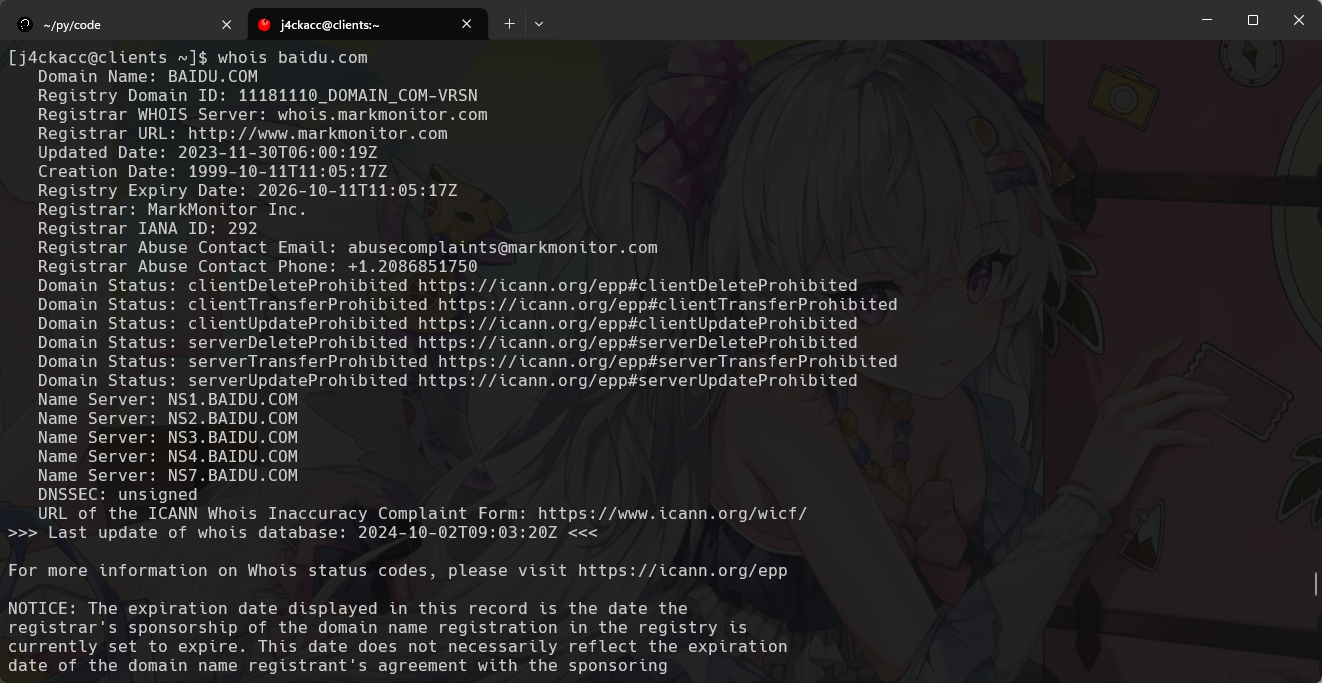 ~/py/code
j4ckacc@clients:~
[j4ckacc@clients ~]$ whois baidu.com
Domain Name: BAIDU.COM
Registry Domain ID: 11181110_DOMAIN_COM-VRSN
Registrar WHOIS Server: whois.markmonitor.com
Registrar URL: http://www.markmonitor.com
Updated Date: 2023-11-30T06:00:19Z
Creation Date: 1999-10-11T11:05:17Z
Registry Expiry Date: 2026-10-11T11:05:17Z
Registrar: MarkMonitor Inc.
Registrar IANA ID: 292
Registrar Abuse Contact Email: abusecomplaints@markmonitor.com
Registrar Abuse Contact Phone: +1.2086851750
Domain Status: clientDeleteProhibited https://icann.org/epp#clientDeleteProhibited
Domain Status: clientTransferProhibited https://icann.org/epp#clientTransferProhibited
Domain Status: clientUpdateProhibited https://icann.org/epp#clientUpdateProhibited
Domain Status: serverDeleteProhibited https://icann.org/epp#serverDeleteProhibited
Domain Status: serverTransferProhibited https://icann.org/epp#serverTransferProhibited
Domain Status: serverUpdateProhibited https://icann.org/epp#serverUpdateProhibited
Name Server: NS1.BAIDU.COM
Name Server: NS2.BAIDU.COM
Name Server: NS3.BAIDU.COM
Name Server: NS4.BAIDU.COM
Name Server: NS7.BAIDU.COM
DNSSEC: unsigned
URL of the ICANN Whois Inaccuracy Complaint Form: https://www.icann.org/wicf/
>>> Last update of whois database: 2024-10-02T09:03:20Z <<<
For more information on Whois status codes, please visit https://icann.org/epp
NOTICE: The expiration date displayed in this record is the date the
registrar's sponsorship of the domain name registration in the registry is
currently set to expire. This date does not necessarily reflect the expiration
date of the domain name registrant's agreement with the sponsoring